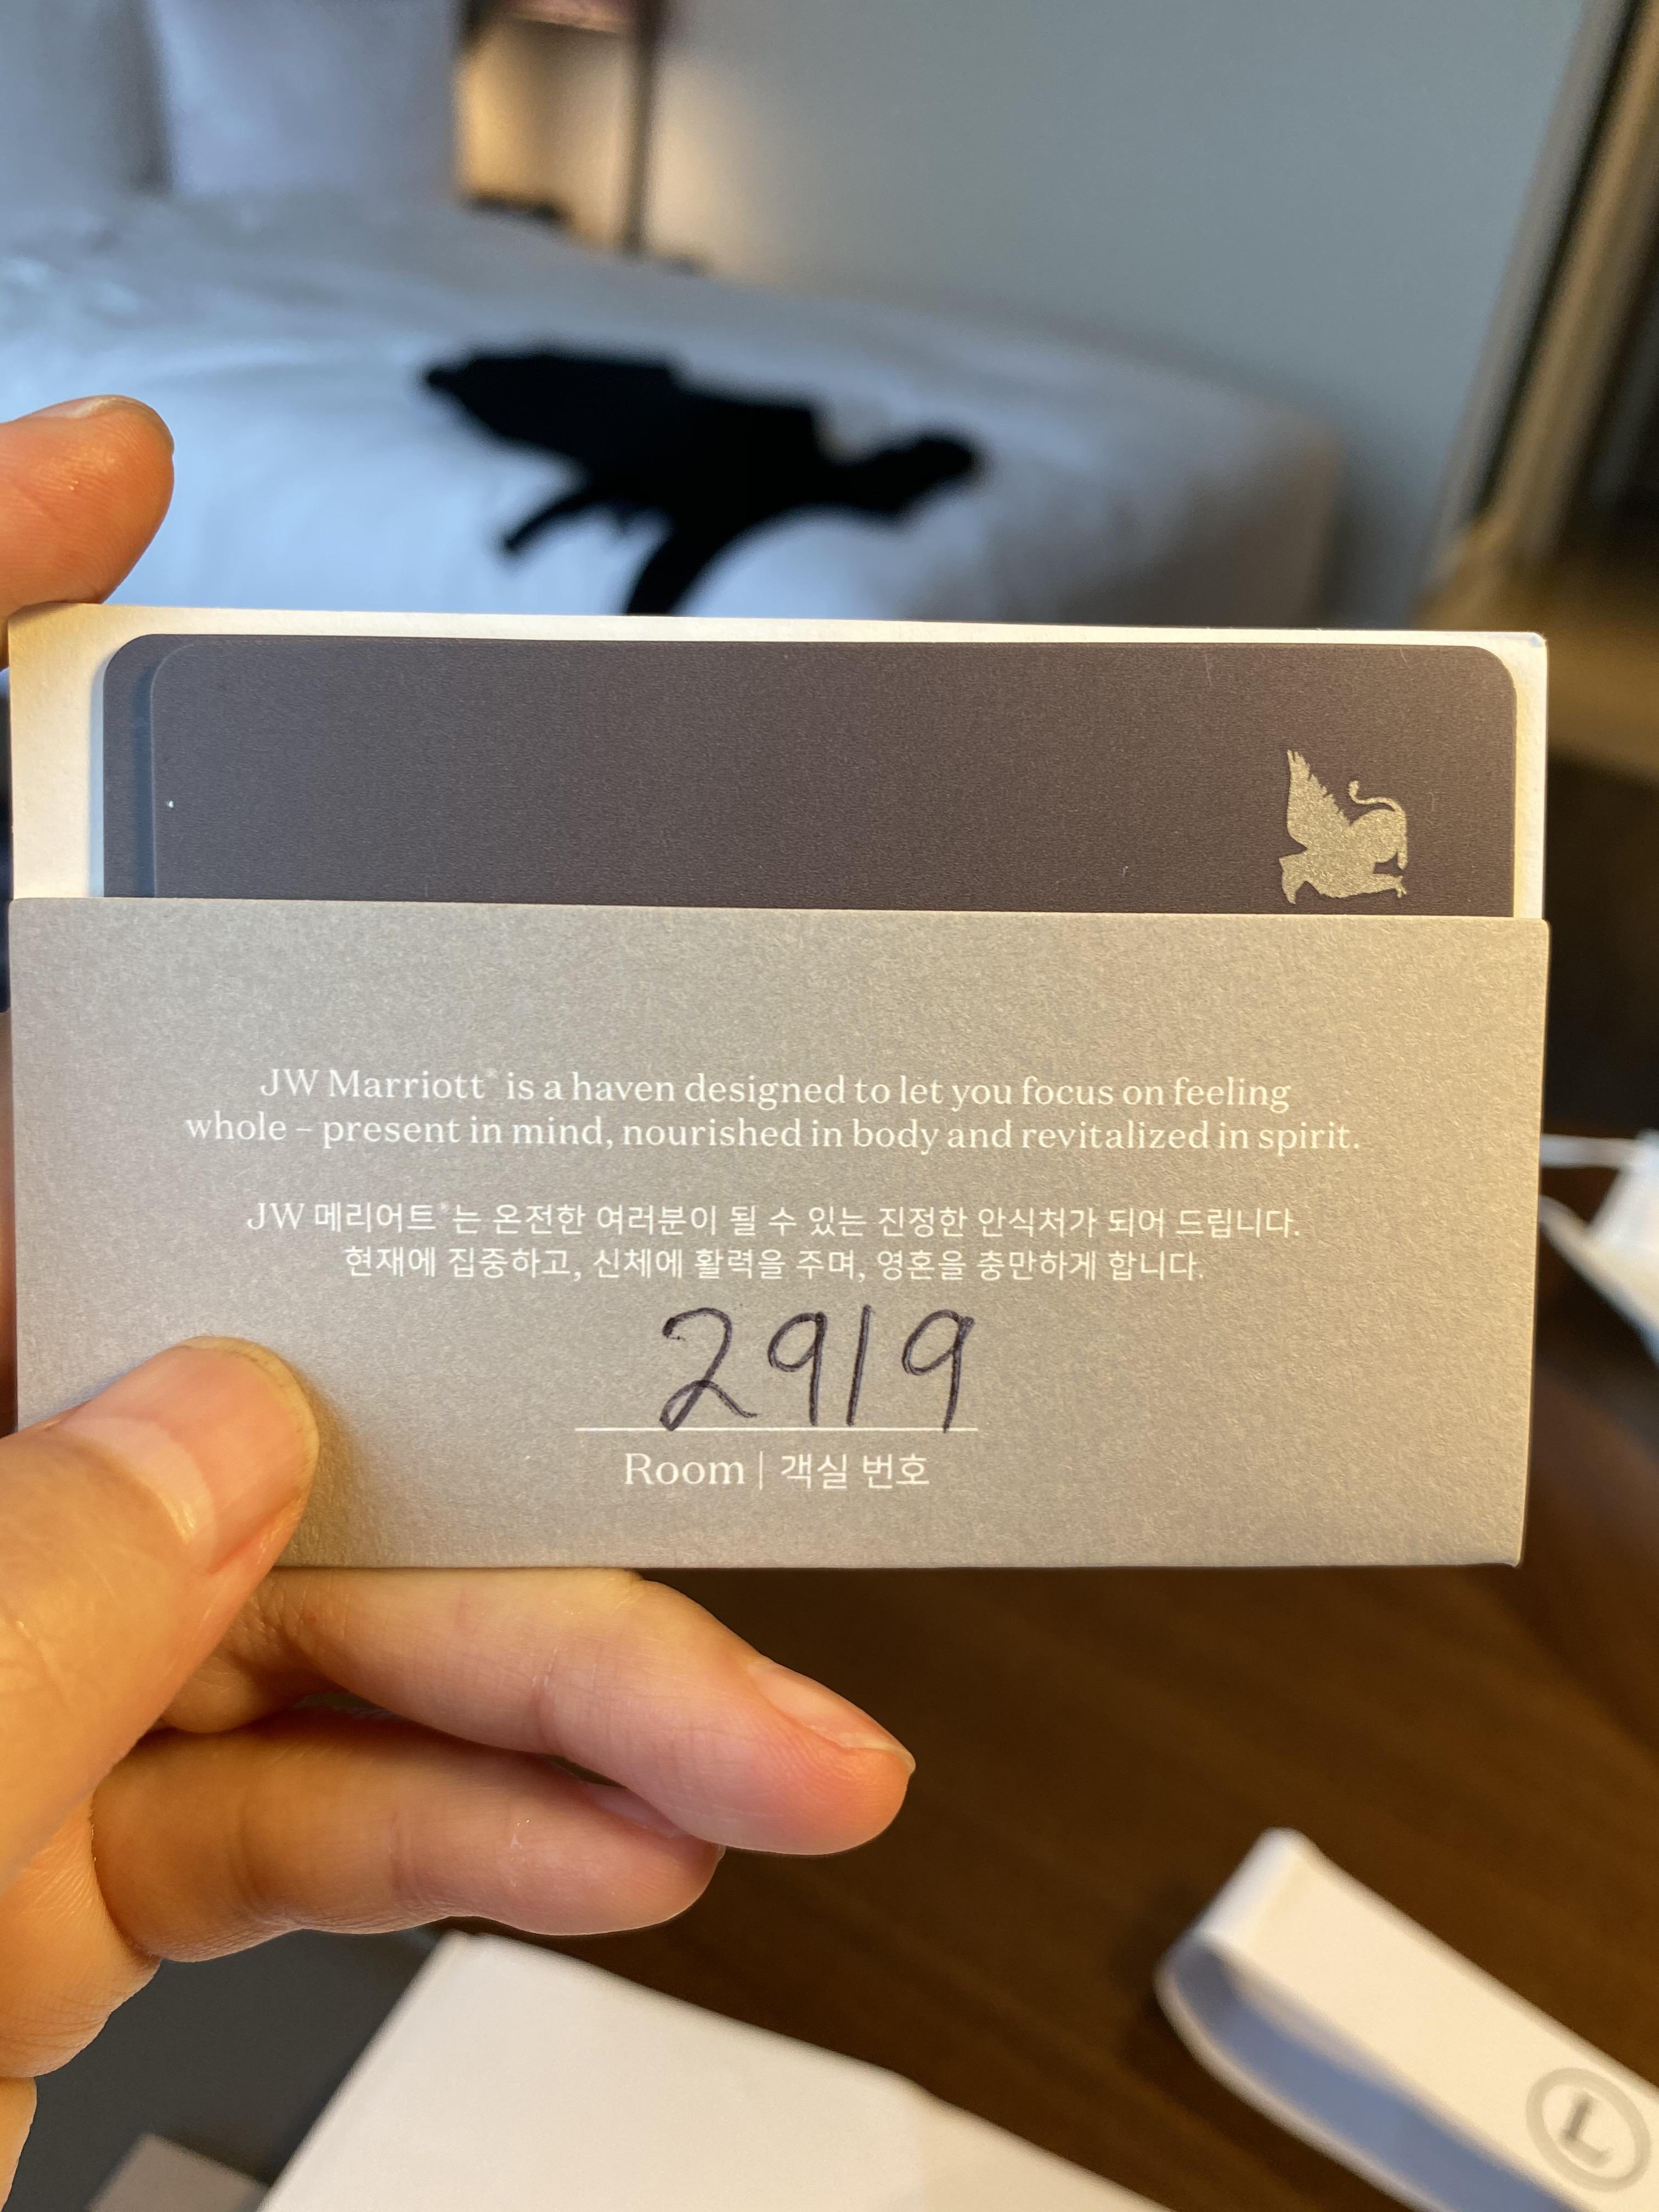 JW Marriott® is a haven designed to let you focus on feeling
whole – present in mind, nourished in body and revitalized in spirit.
JW 메리어트®는 온전한 여러분이 될 수 있는 진정한 안식처가 되어 드립니다.
현재에 집중하고, 신체에 활력을 주며, 영혼을 충만하게 합니다.
2919
Room | 객실 번호
L